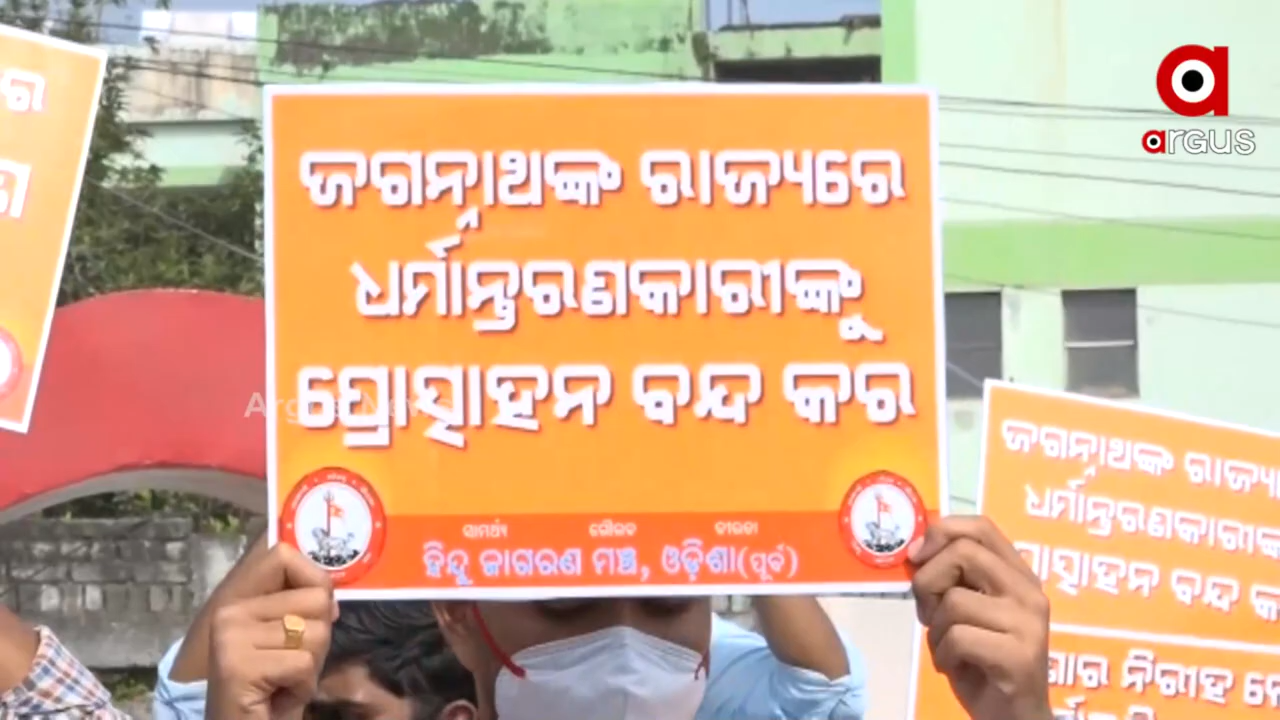 ଜଗନ୍ନାଥଙ୍କ ରାଜ୍ୟରେ
ଧର୍ମାନ୍ତରଣକାରୀଙ୍କୁ
ପ୍ରୋତ୍ସାହନ ବନ୍ଦ କର
ସାମର୍ଥ୍ୟ ଗୌରବ ବୀରତା
ହିନ୍ଦୁ ଜାଗରଣ ମଞ୍ଚ, ଓଡ଼ିଶା(ପୂର୍ବ)
argus
ଜଗନ୍ନାଥଙ୍କ
ଧର୍ମାନ୍ତରଣକାରୀଙ୍କ
ବନ୍ଦ
ନିରୀହ